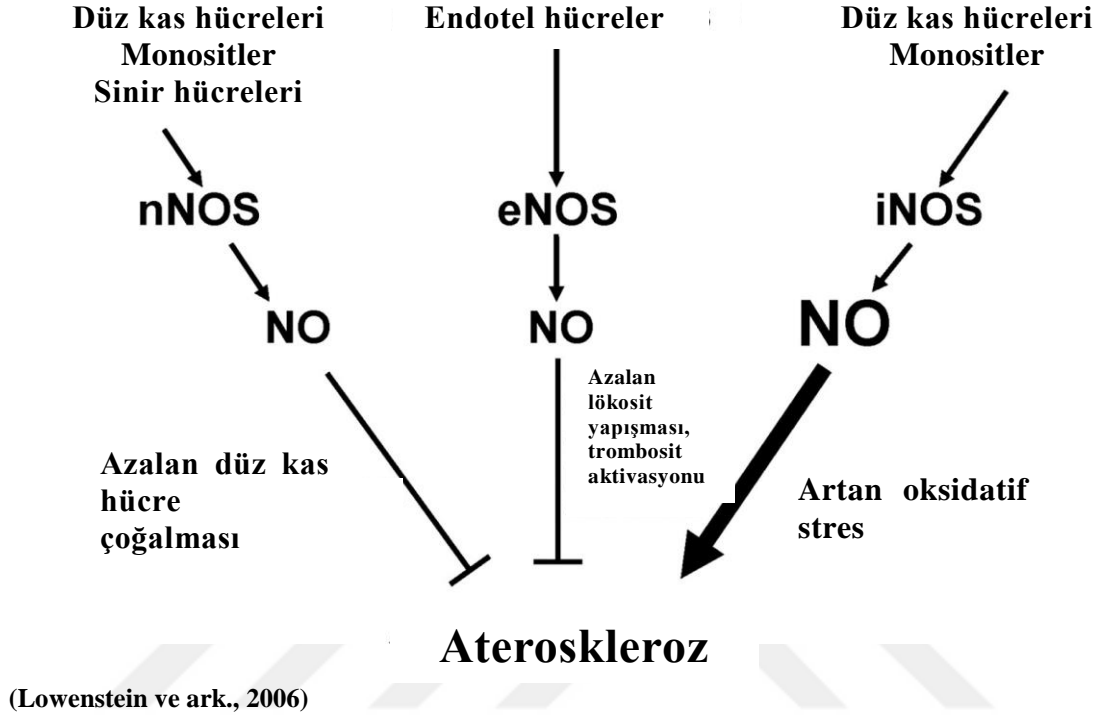 Düz kas hücreleri
Monositler
Sinir hücreleri
Endotel hücreler
Düz kas hücreleri
Monositler
nNOS
eNOS
iNOS
NO
NO
NO
Azalan
lökosit
yapışması,
trombosit
aktivasyonu
Azalan düz kas
hücre
çoğalması
Artan oksidatif
stres
Ateroskleroz
(Lowenstein ve ark., 2006)